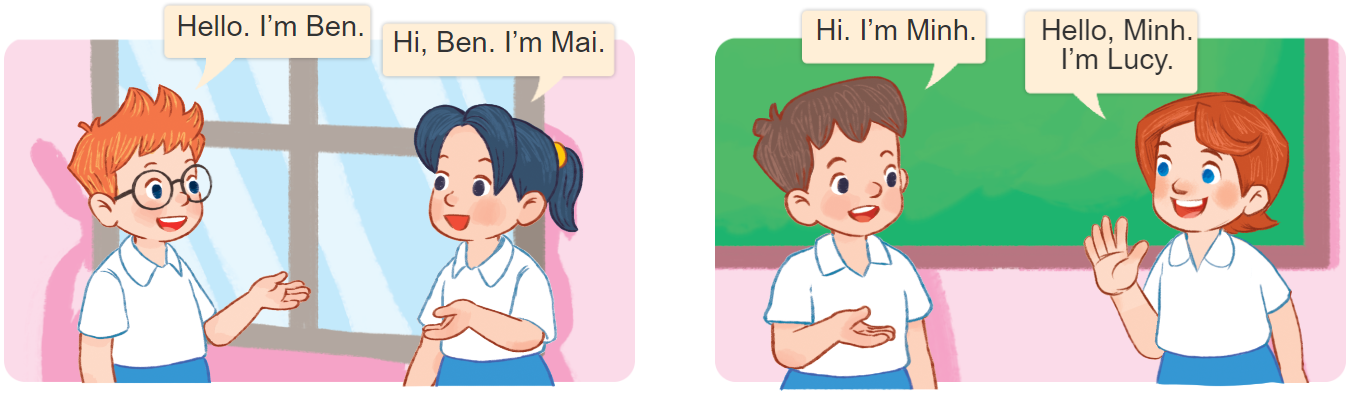 Hello. I'm Ben.
Hi, Ben. I'm Mai.
Hi. I'm Minh.
Hello, Minh.
I'm Lucy.